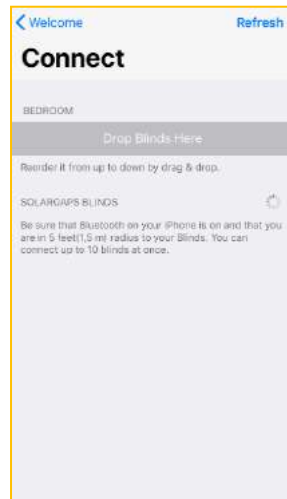 Welcome Refresh
Connect
BEDROOM
Drop Blinds Here
Reorder it from up to down by drag & drop.
SOLARGAPS BLINDS
Be sure that Bluetooth on your iPhone is on and that you
are in 5 feet(1,5 m) radius to your Blinds. You can
connect up to 10 blinds at once.